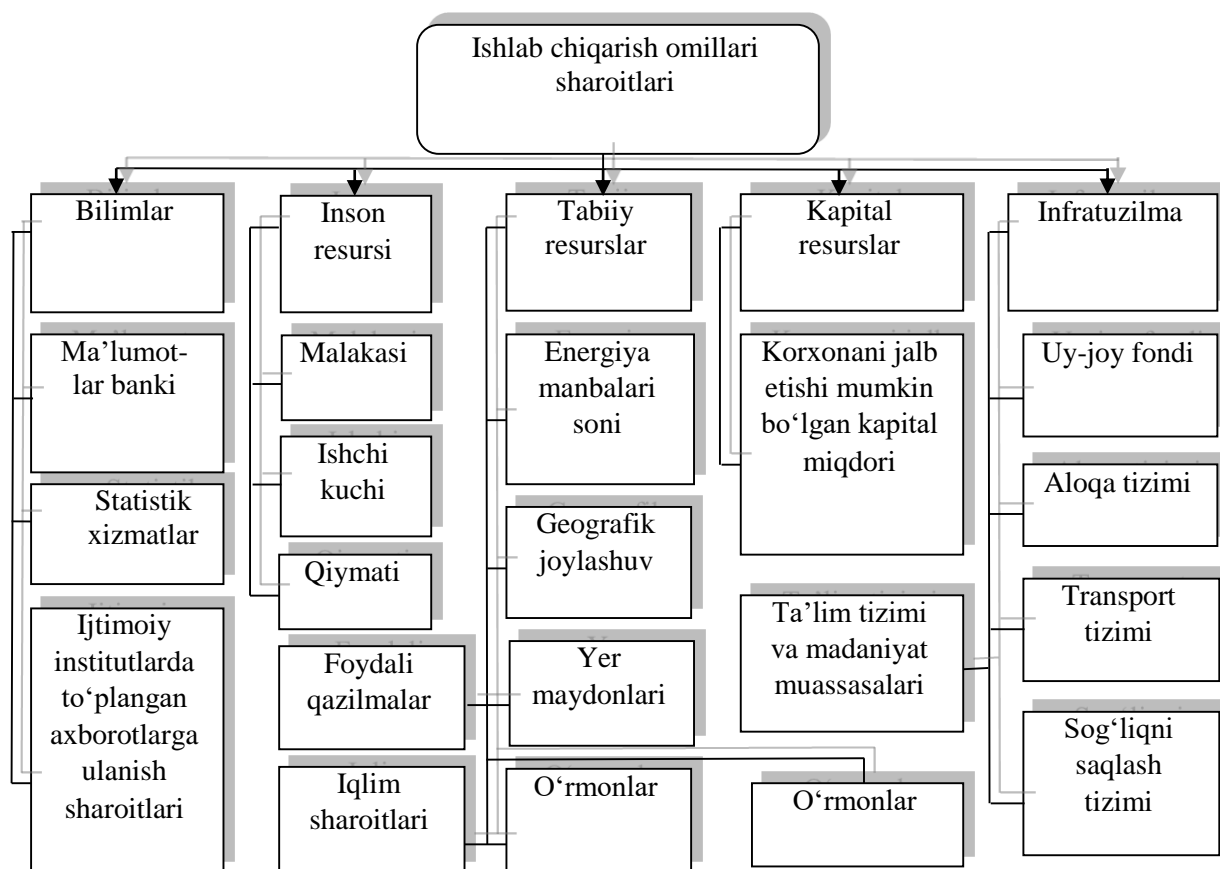 Ishlab chiqarish omillari
sharoitlari
Bilimlar
Inson
resursi
Tabiiy
resurslar
Kapital
resurslar
Infratuzilma
Ma’lumot-
lar banki
Malakasi
Energiya
manbalari
soni
Korxonani jalb
etishi mumkin
bo‘lgan kapital
miqdori
Uy-joy fondi
Statistik
xizmatlar
Ishchi
kuchi
Geografik
joylashuv
Aloqa tizimi
Qiymati
Ijtimoiy
institutlarda
to‘plangan
axborotlarga
ulanish
sharoitlari
Foydali
qazilmalar
Yer
maydonlari
Ta’lim tizimi
va madaniyat
muassasalari
Transport
tizimi
Iqlim
sharoitlari
O‘rmonlar
O‘rmonlar
Sog‘liqni
saqlash
tizimi